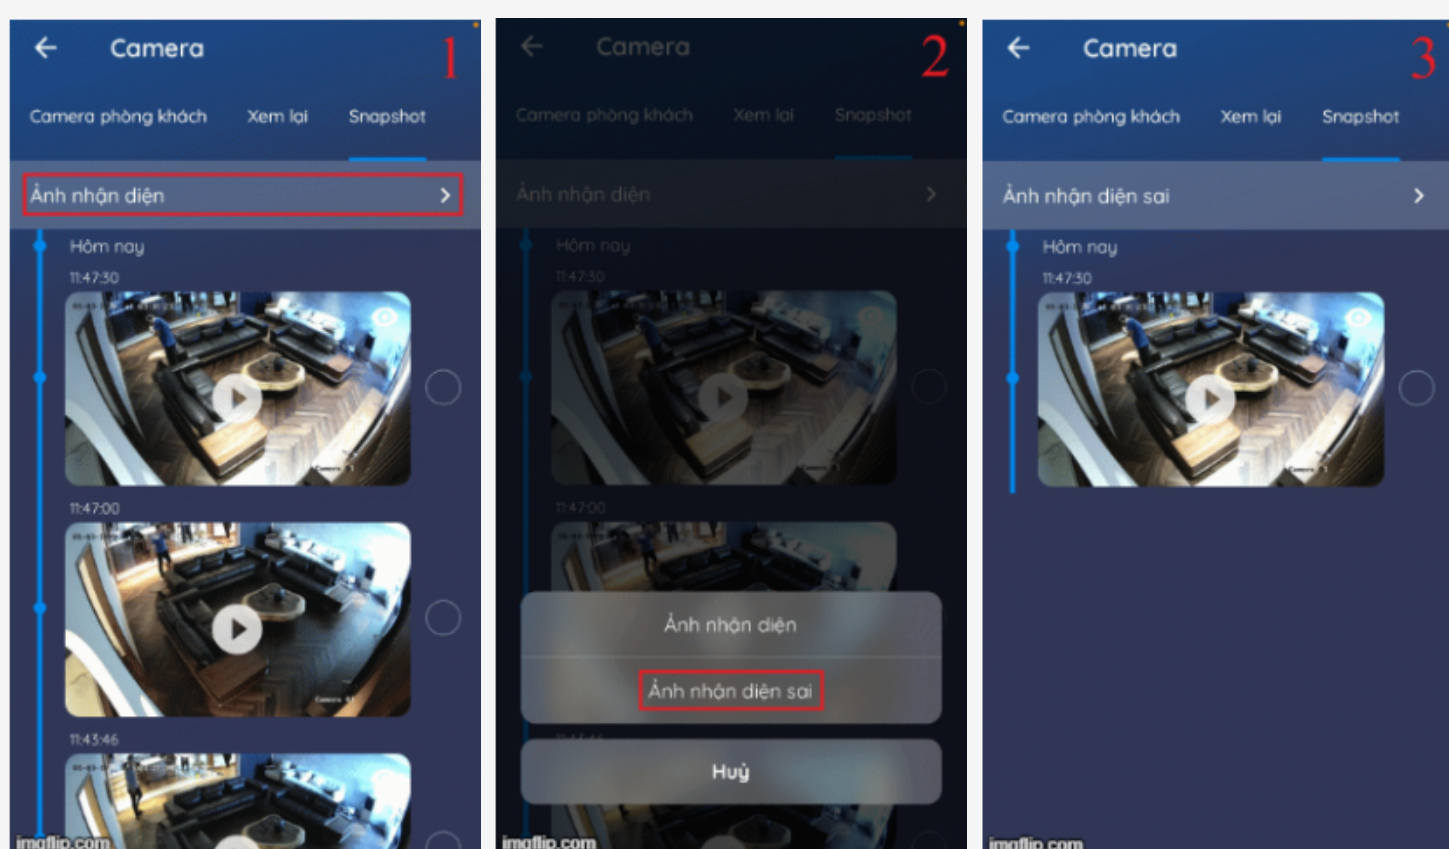 Camera
1
Camera phòng khách Xem lại Snapshot
Ảnh nhận diện
Hôm nay
11:47:30
11:47:00
11:43:46
imgflip.com
Camera
2
Camera phòng khách Xem lại Snapshot
Ảnh nhận diện
Hôm nay
11:47:30
11:47:00
Ảnh nhận diện
Ảnh nhận diện sai
11:43:46
Huỷ
imgflip.com
Camera
3
Camera phòng khách Xem lại Snapshot
Ảnh nhận diện sai
Hôm nay
11:47:30
imgflip.com